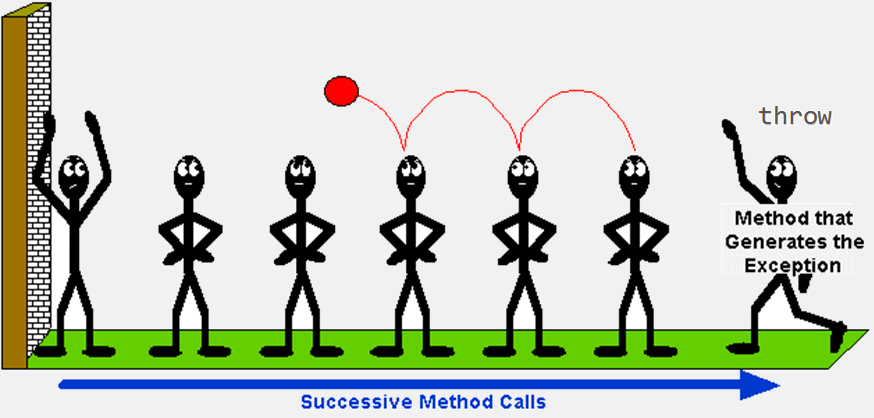 throw
Method that
Generates the
Exception
Successive Method Calls